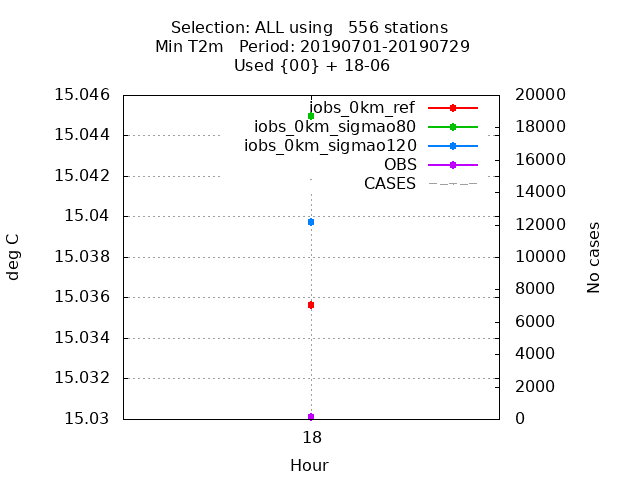 Selection: ALL using   556 stations
Min T2m   Period: 20190701-20190729
Used {00} + 18-06
15.046
15.044
15.042
15.04
15.038
15.036
15.034
15.032
15.03
deg C
iobs_0km_ref
iobs_0km_sigmao80
iobs_0km_sigmao120
OBS
CASES
20000
18000
16000
14000
12000
10000
8000
6000
4000
2000
0
No cases
18
Hour